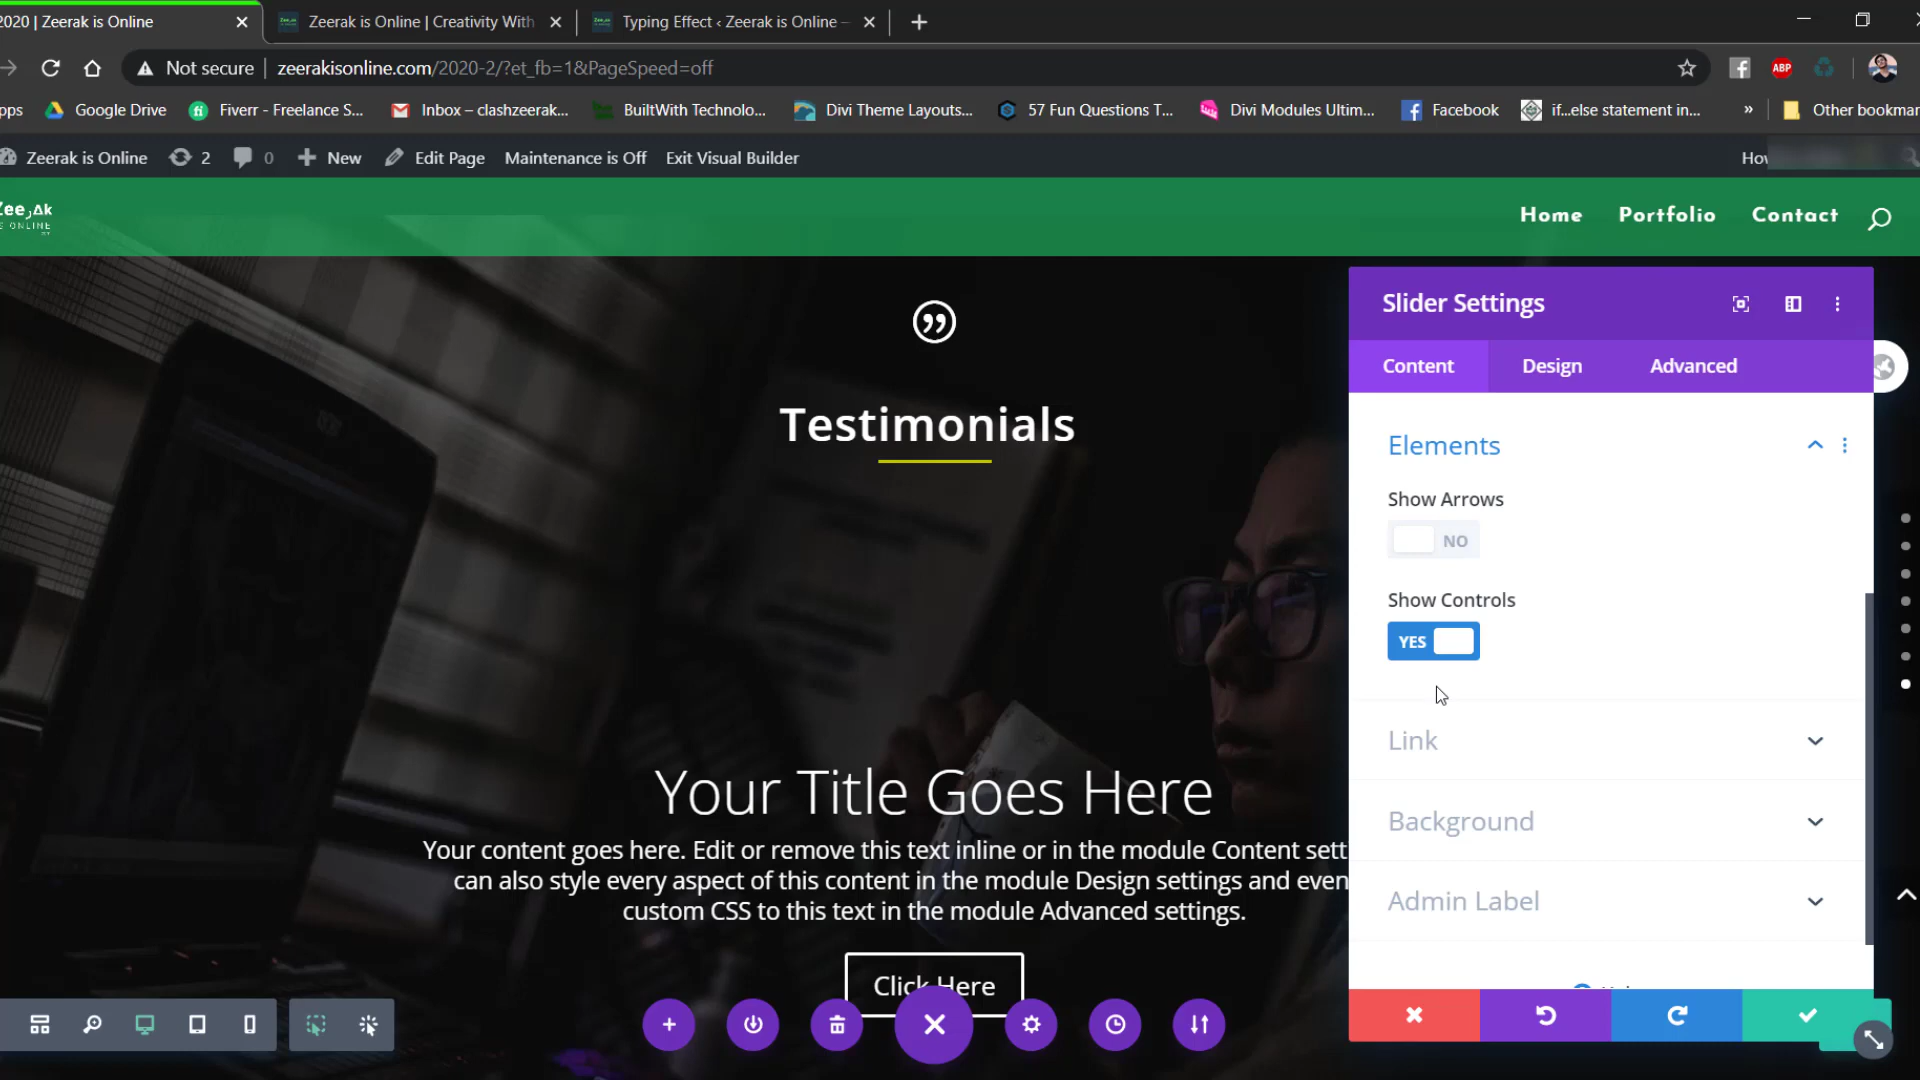 2020 | Zeerak is Online
Zeerak is Online | Creativity With
Typing Effect ‹ Zeerak is Online —
Not secure | zeerakisonline.com/2020-2/?et_fb=1&PageSpeed=off
ABP
pps Google Drive Fiverr - Freelance S... Inbox – clashzeerak... BuiltWith Technolo... Divi Theme Layouts... 57 Fun Questions T... Divi Modules Ultim... Facebook if...else statement in... » Other bookmar
Zeerak is Online 2 0 New Edit Page Maintenance is Off Exit Visual Builder How
Home Portfolio Contact
Testimonials
Your Title Goes Here
Your content goes here. Edit or remove this text inline or in the module Content sett
can also style every aspect of this content in the module Design settings and even
custom CSS to this text in the module Advanced settings.
Click Here
Slider Settings
Content Design Advanced
Elements
Show Arrows
NO
Show Controls
YES
Link
Background
Admin Label